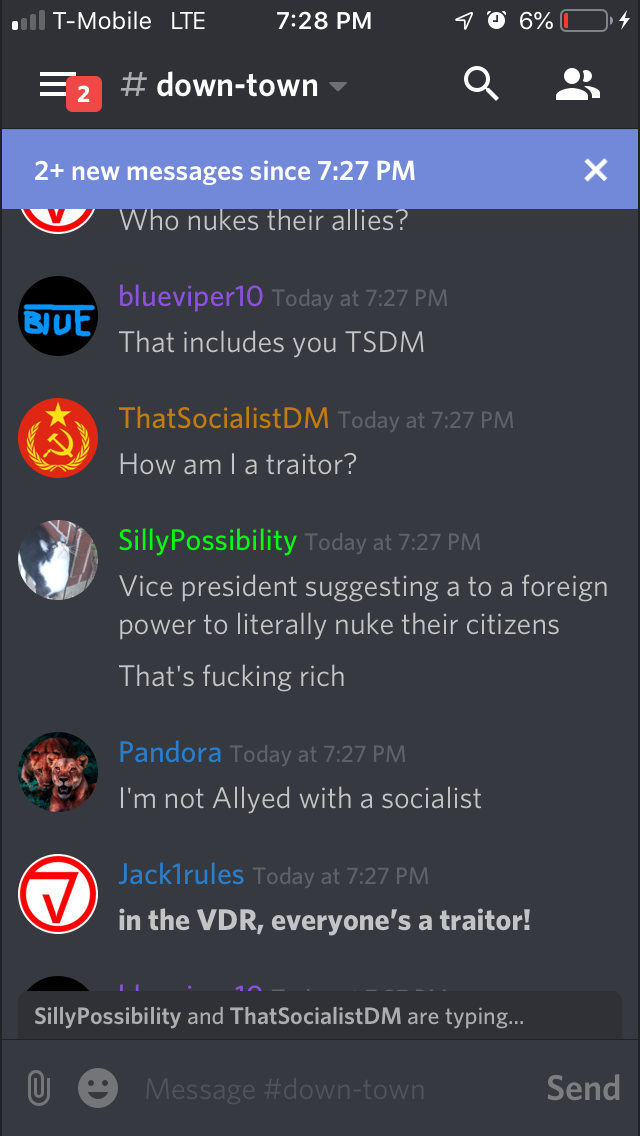 T-Mobile LTE 7:28 PM 6%
2 # down-town
2+ new messages since 7:27 PM
Who nukes their allies?
BlUE
blueviper10 Today at 7:27 PM
That includes you TSDM
ThatSocialistDM Today at 7:27 PM
How am I a traitor?
SillyPossibility Today at 7:27 PM
Vice president suggesting a to a foreign
power to literally nuke their citizens
That's fucking rich
Pandora Today at 7:27 PM
I'm not Allyed with a socialist
Jack1rules Today at 7:27 PM
in the VDR, everyone's a traitor!
SillyPossibility and ThatSocialistDM are typing...
Message #down-town
Send